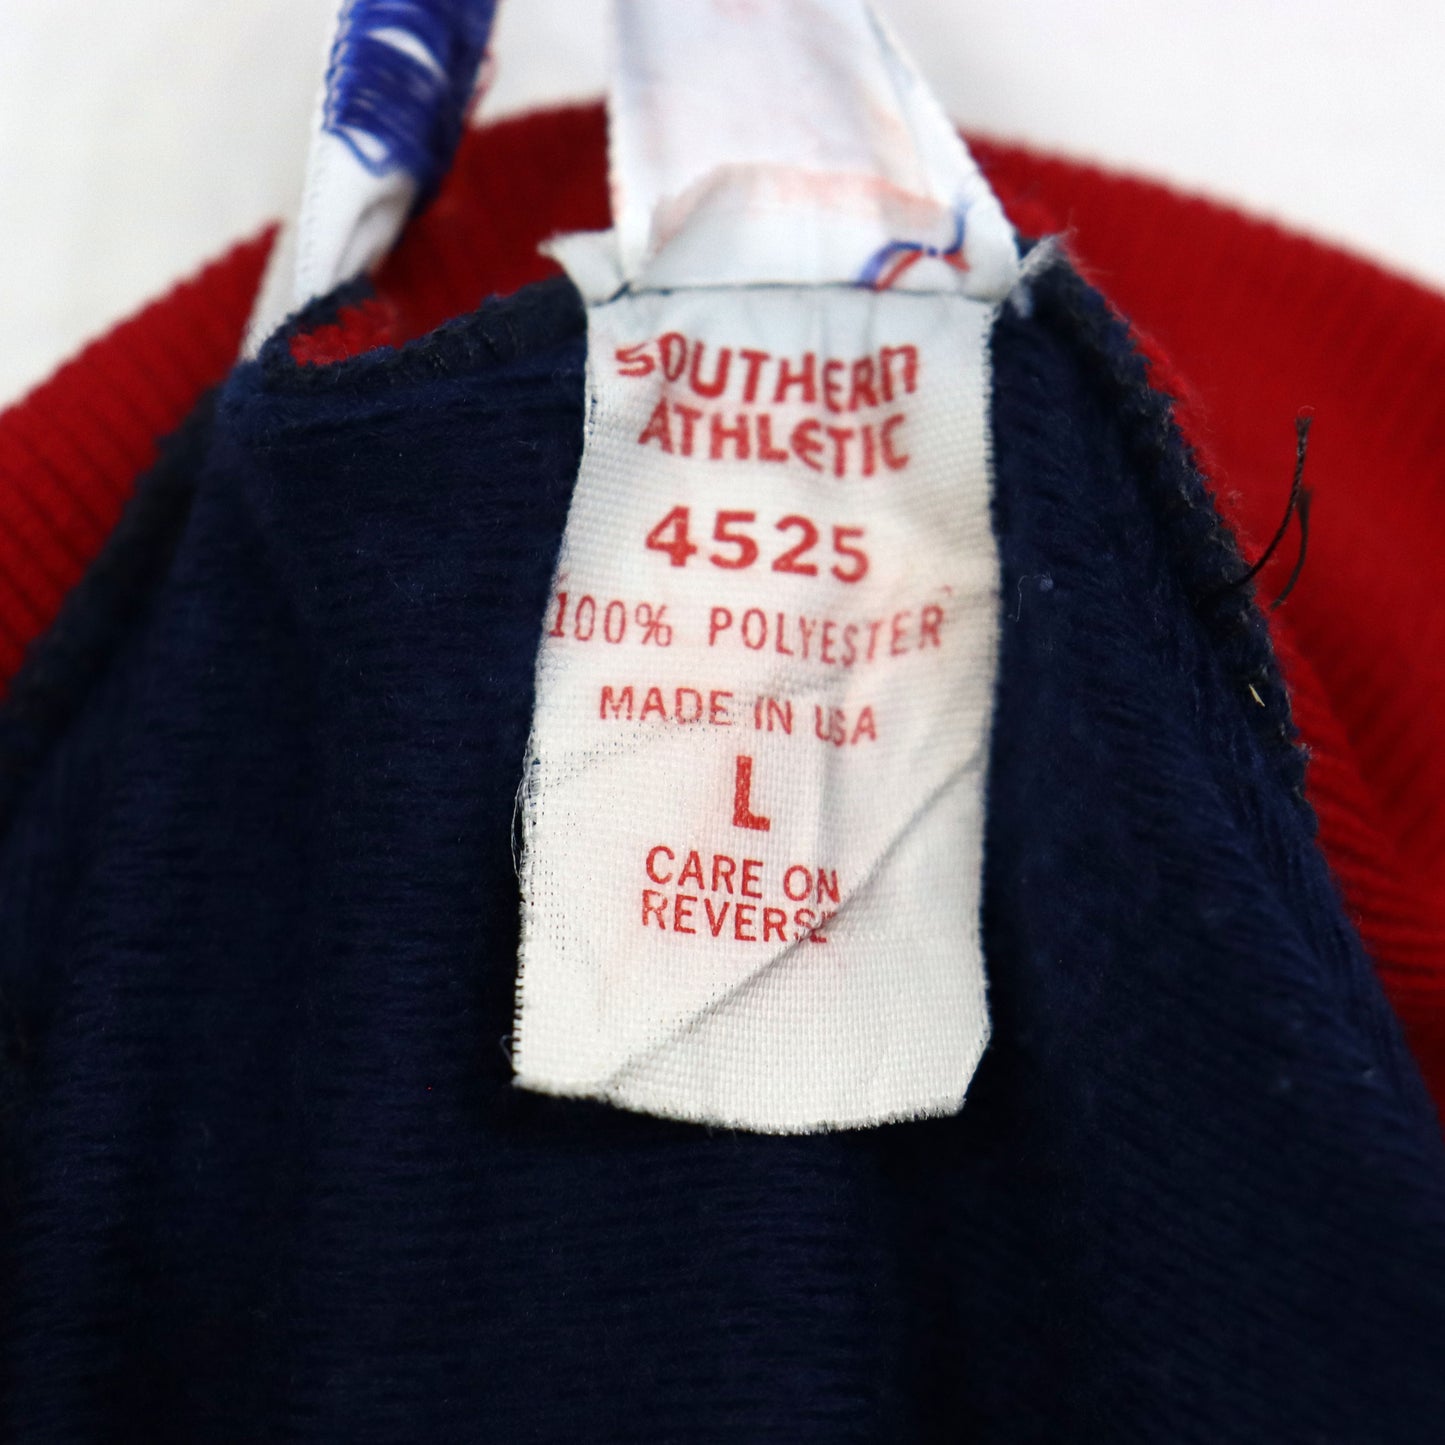 SOUTHERN
ATHLETIC
4525
100% POLYESTER
MADE IN USA
L
CARE ON
REVERSE